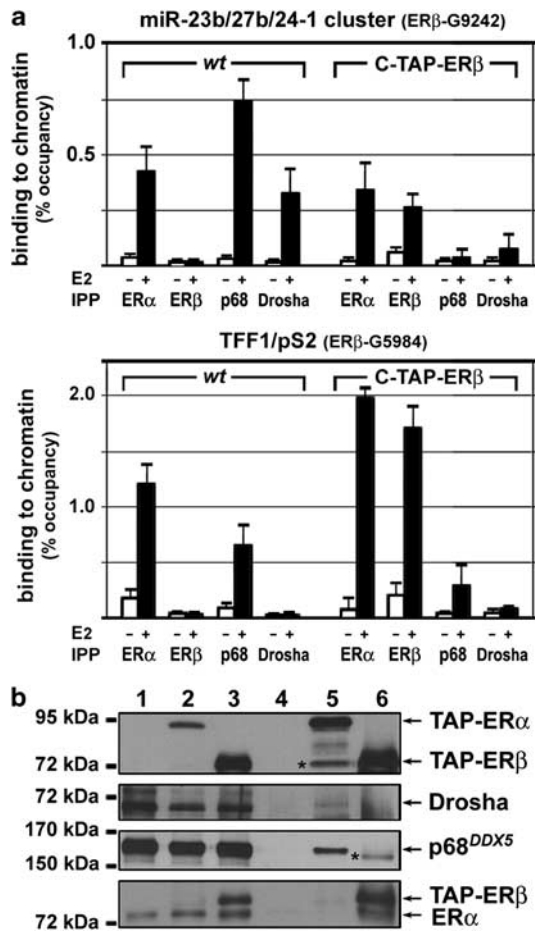 a
miR-23b/27b/24-1 cluster (ERβ-G9242)
binding to chromatin
(% occupancy)
1.0
0.5
wt
C-TAP-ERβ
E2 - + - + - + - + - + - + - + - +
IPP ERα ERβ p68 Drosha ERα ERβ p68 Drosha
TFF1/pS2 (ERβ-G5984)
binding to chromatin
(% occupancy)
2.0
1.0
wt
C-TAP-ERβ
E2 - + - + - + - + - + - + - + - +
IPP ERα ERβ p68 Drosha ERα ERβ p68 Drosha
b
1 2 3 4 5 6
95 kDa
TAP-ERα
72 kDa * TAP-ERβ
72 kDa
Drosha
170 kDa
p68DDX5
150 kDa *
TAP-ERβ
72 kDa ERα